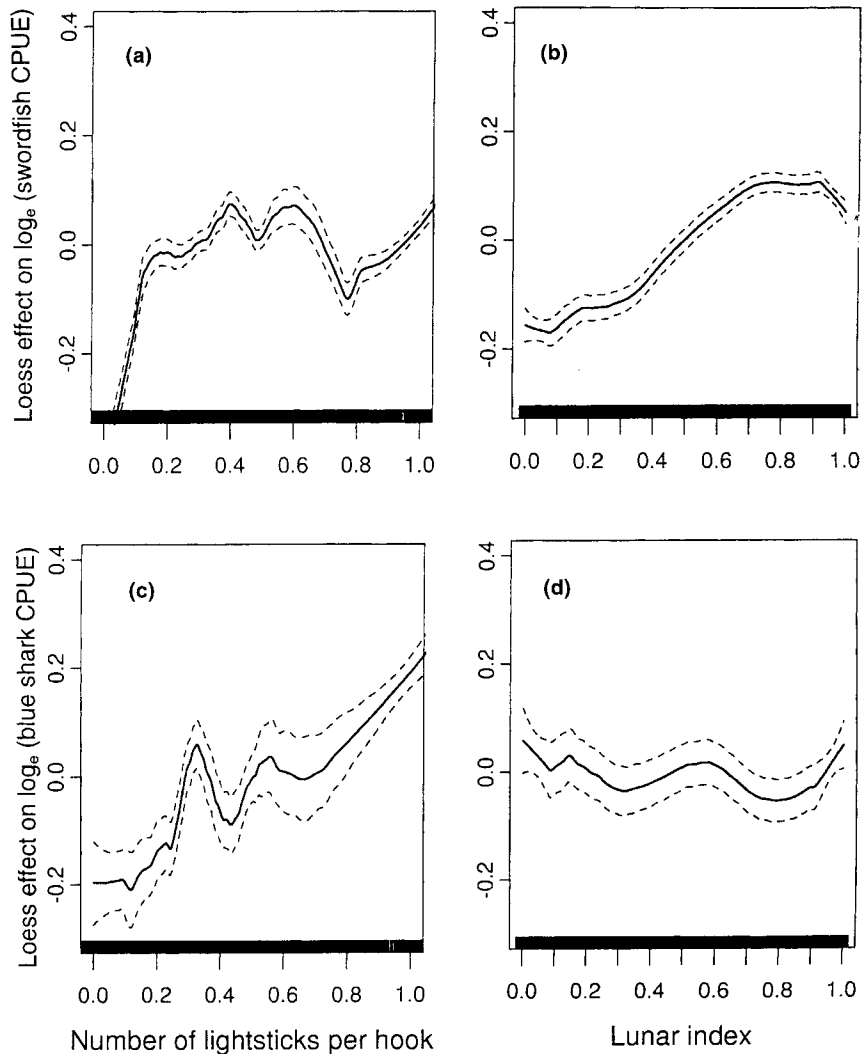 Loess effect on logₑ (swordfish CPUE)
0.4
0.2
0.0
-0.2
(a)
0.0 0.2 0.4 0.6 0.8 1.0
0.4
0.2
0.0
-0.2
(b)
0.0 0.2 0.4 0.6 0.8 1.0
Loess effect on logₑ (blue shark CPUE)
0.4
0.2
0.0
-0.2
(c)
0.0 0.2 0.4 0.6 0.8 1.0
Number of lightsticks per hook
0.4
0.2
0.0
-0.2
(d)
0.0 0.2 0.4 0.6 0.8 1.0
Lunar index